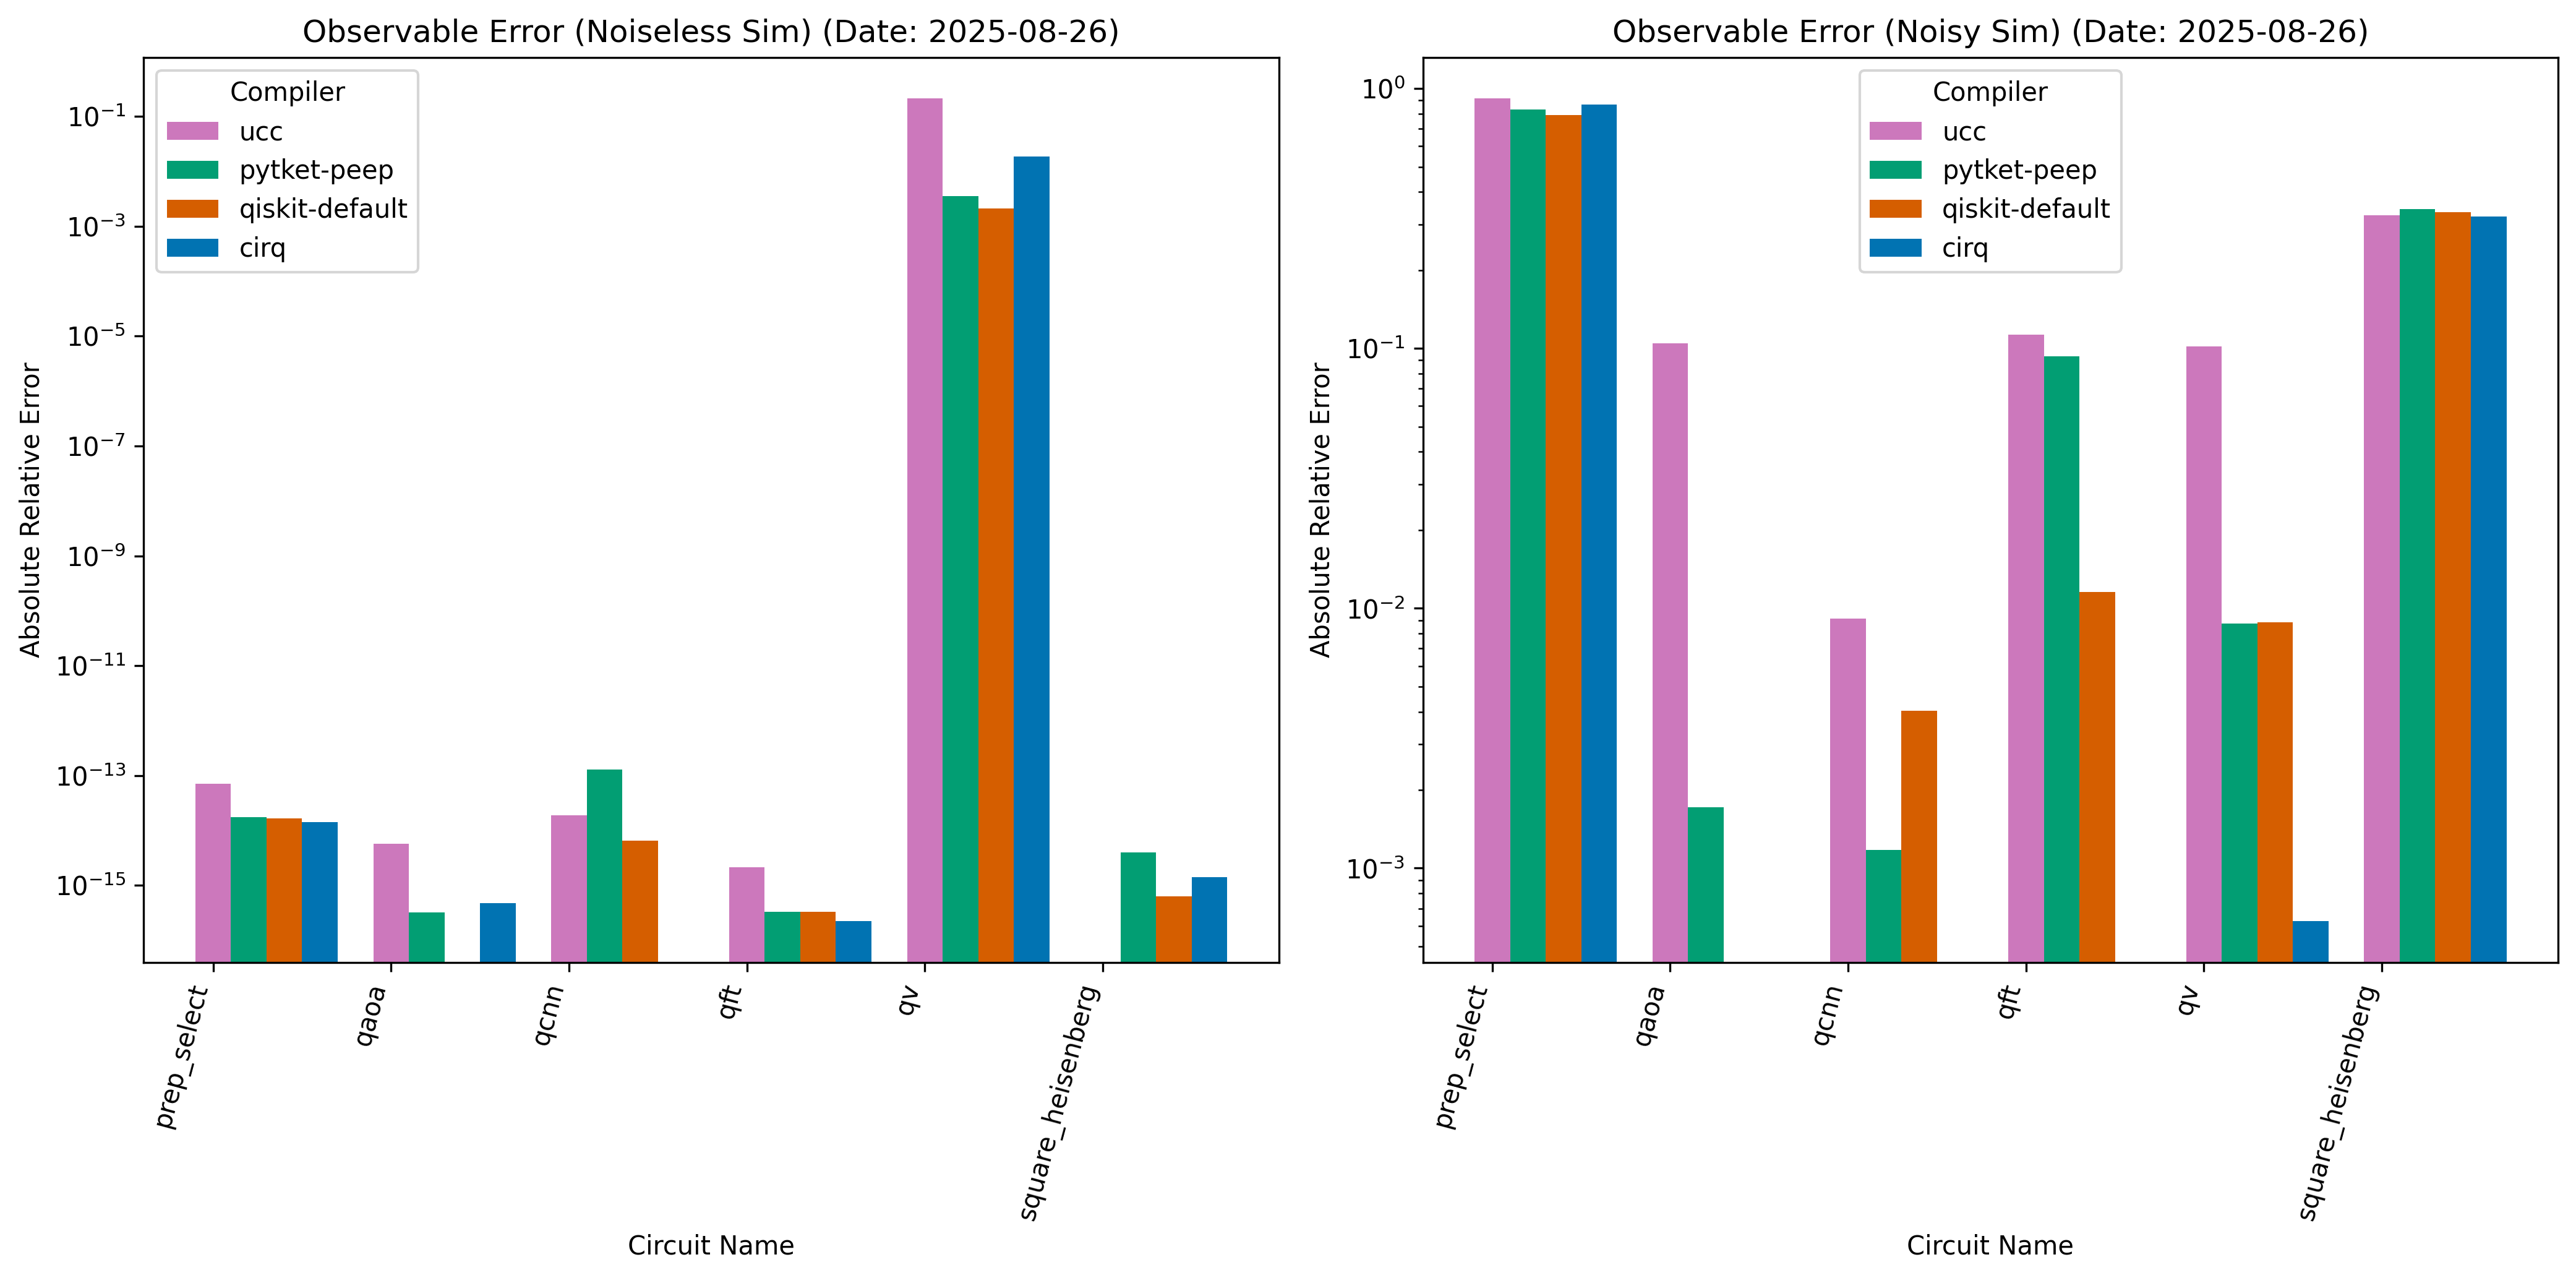 Observable Error (Noiseless Sim) (Date: 2025-08-26)
Absolute Relative Error
10⁻¹
10⁻³
10⁻⁵
10⁻⁷
10⁻⁹
10⁻¹¹
10⁻¹³
10⁻¹⁵
Compiler
ucc
pytket-peep
qiskit-default
cirq
prep_select
qaoa
qcnn
qft
qv
square_heisenberg
Circuit Name
Observable Error (Noisy Sim) (Date: 2025-08-26)
Absolute Relative Error
10⁰
10⁻¹
10⁻²
10⁻³
Compiler
ucc
pytket-peep
qiskit-default
cirq
prep_select
qaoa
qcnn
qft
qv
square_heisenberg
Circuit Name